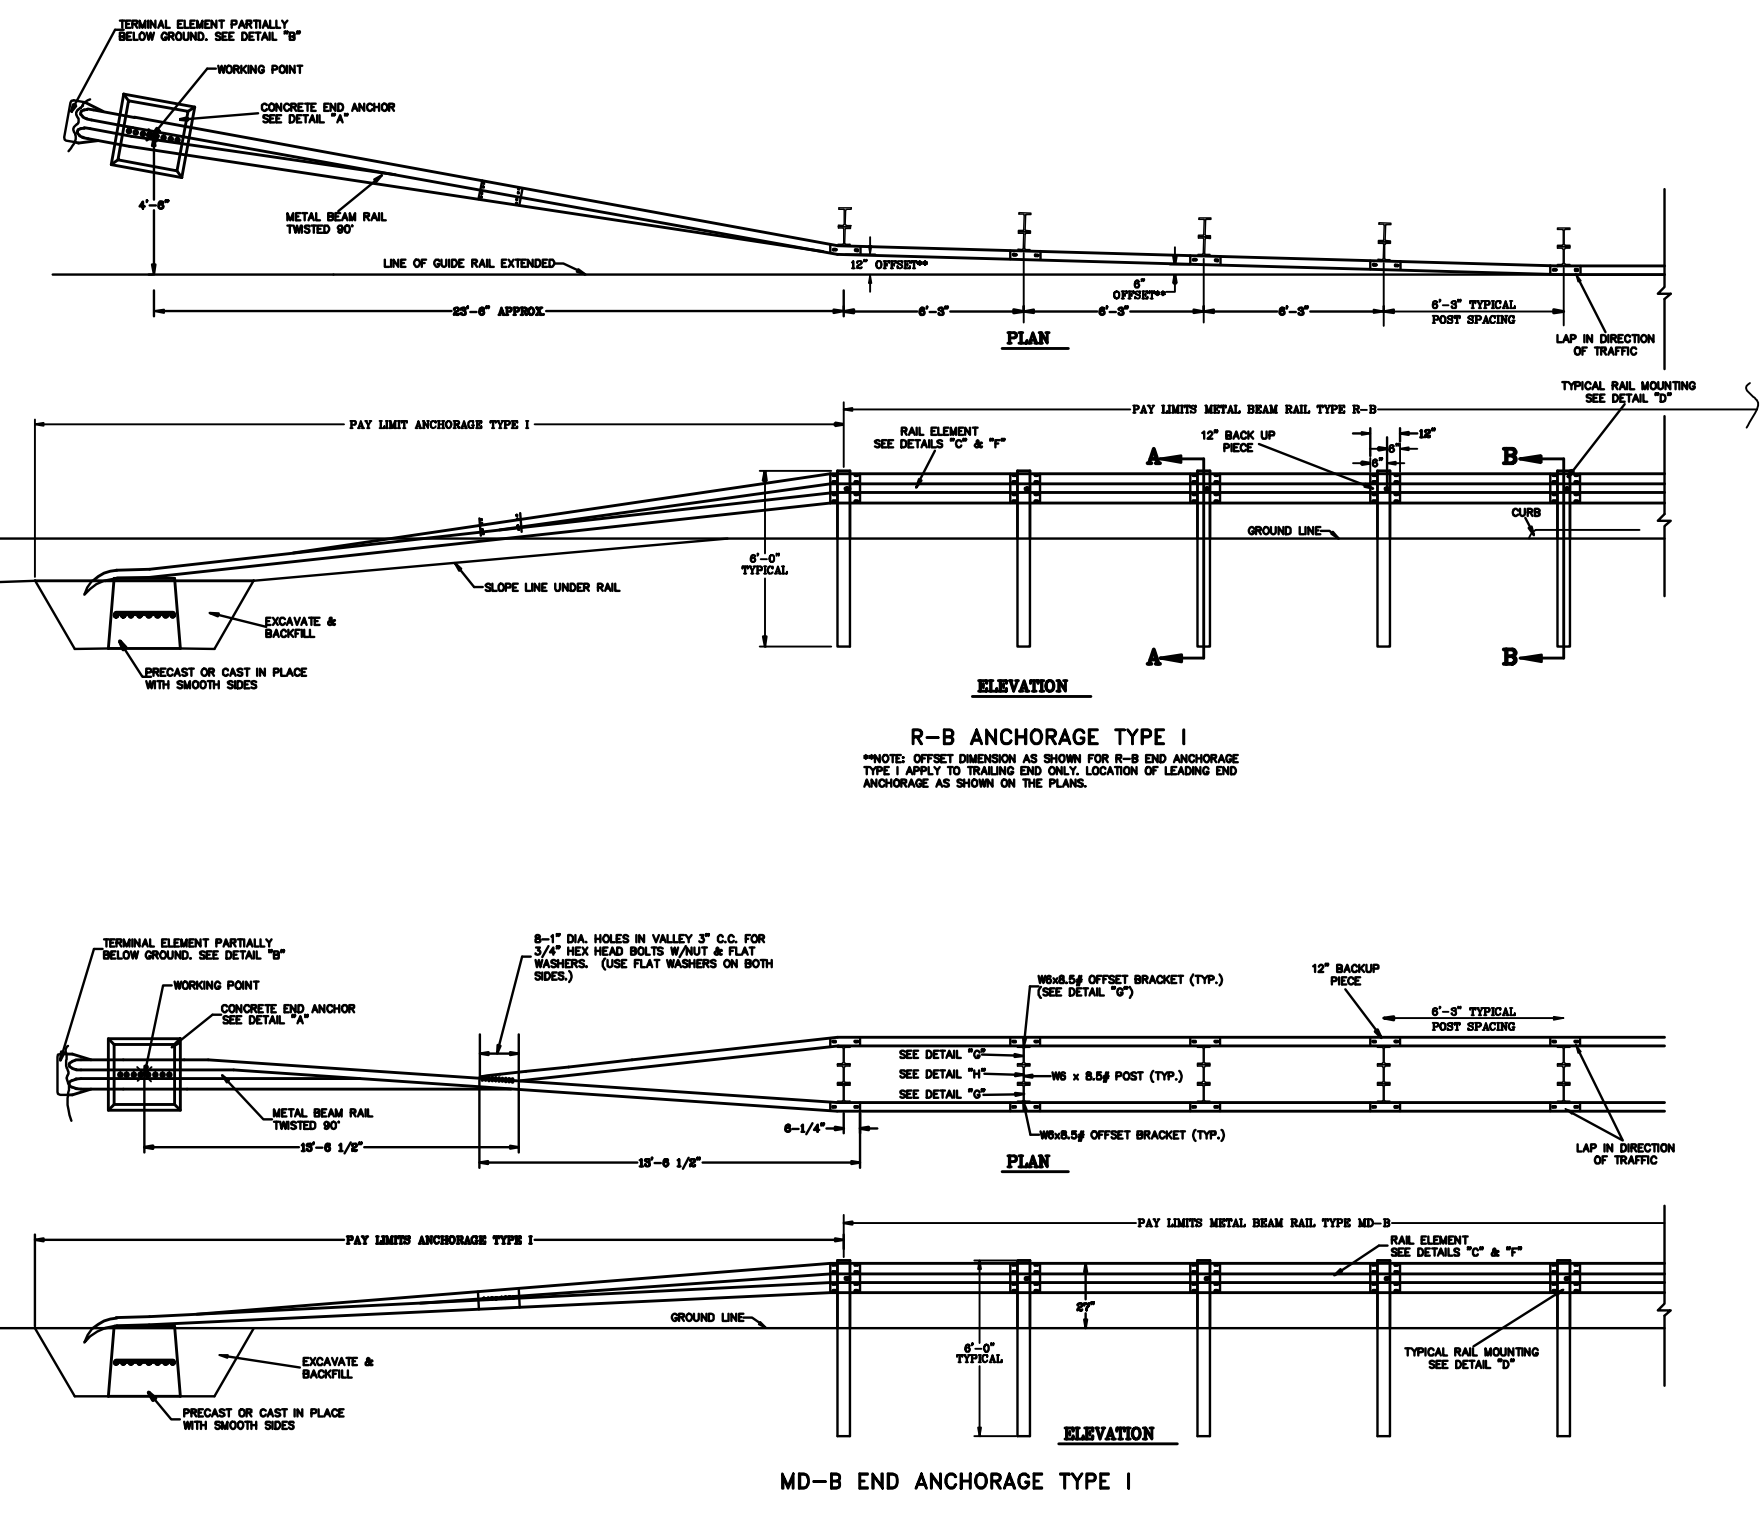 TERMINAL ELEMENT PARTIALLY
BELOW GROUND. SEE DETAIL "B"
WORKING POINT
CONCRETE END ANCHOR
SEE DETAIL "A"
4'-6"
METAL BEAM RAIL
TWISTED 90°
LINE OF GUIDE RAIL EXTENDED
12" OFFSET**
6"
OFFSET**
23'-6" APPROX.
6'-3"
6'-3"
6'-3"
6'-3" TYPICAL
POST SPACING
PLAN
LAP IN DIRECTION
OF TRAFFIC
TYPICAL RAIL MOUNTING
SEE DETAIL "D"
PAY LIMITS METAL BEAM RAIL TYPE R-B
PAY LIMIT ANCHORAGE TYPE I
RAIL ELEMENT
SEE DETAILS "C" & "F"
12" BACK UP
PIECE
12"
6"
6"
A
B
CURB
GROUND LINE
6'-0"
TYPICAL
SLOPE LINE UNDER RAIL
EXCAVATE &
BACKFILL
A
B
PRECAST OR CAST IN PLACE
WITH SMOOTH SIDES
ELEVATION
R-B ANCHORAGE TYPE I
**NOTE: OFFSET DIMENSION AS SHOWN FOR R-B END ANCHORAGE
TYPE I APPLY TO TRAILING END ONLY. LOCATION OF LEADING END
ANCHORAGE AS SHOWN ON THE PLANS.
TERMINAL ELEMENT PARTIALLY
BELOW GROUND. SEE DETAIL "B"
WORKING POINT
CONCRETE END ANCHOR
SEE DETAIL "A"
8-1" DIA. HOLES IN VALLEY 3" C.C. FOR
3/4" HEX HEAD BOLTS W/NUT & FLAT
WASHERS. (USE FLAT WASHERS ON BOTH
SIDES.)
W6x8.5# OFFSET BRACKET (TYP.)
(SEE DETAIL "G")
12" BACKUP
PIECE
6'-3" TYPICAL
POST SPACING
SEE DETAIL "G"
SEE DETAIL "H"
W6 x 8.5# POST (TYP.)
SEE DETAIL "G"
METAL BEAM RAIL
TWISTED 90°
6-1/4"
W6x8.5# OFFSET BRACKET (TYP.)
13'-6 1/2"
13'-6 1/2"
PLAN
LAP IN DIRECTION
OF TRAFFIC
PAY LIMITS METAL BEAM RAIL TYPE MD-B
PAY LIMITS ANCHORAGE TYPE I
RAIL ELEMENT
SEE DETAILS "C" & "F"
27"
GROUND LINE
6'-0"
TYPICAL
TYPICAL RAIL MOUNTING
SEE DETAIL "D"
EXCAVATE &
BACKFILL
PRECAST OR CAST IN PLACE
WITH SMOOTH SIDES
ELEVATION
MD-B END ANCHORAGE TYPE I